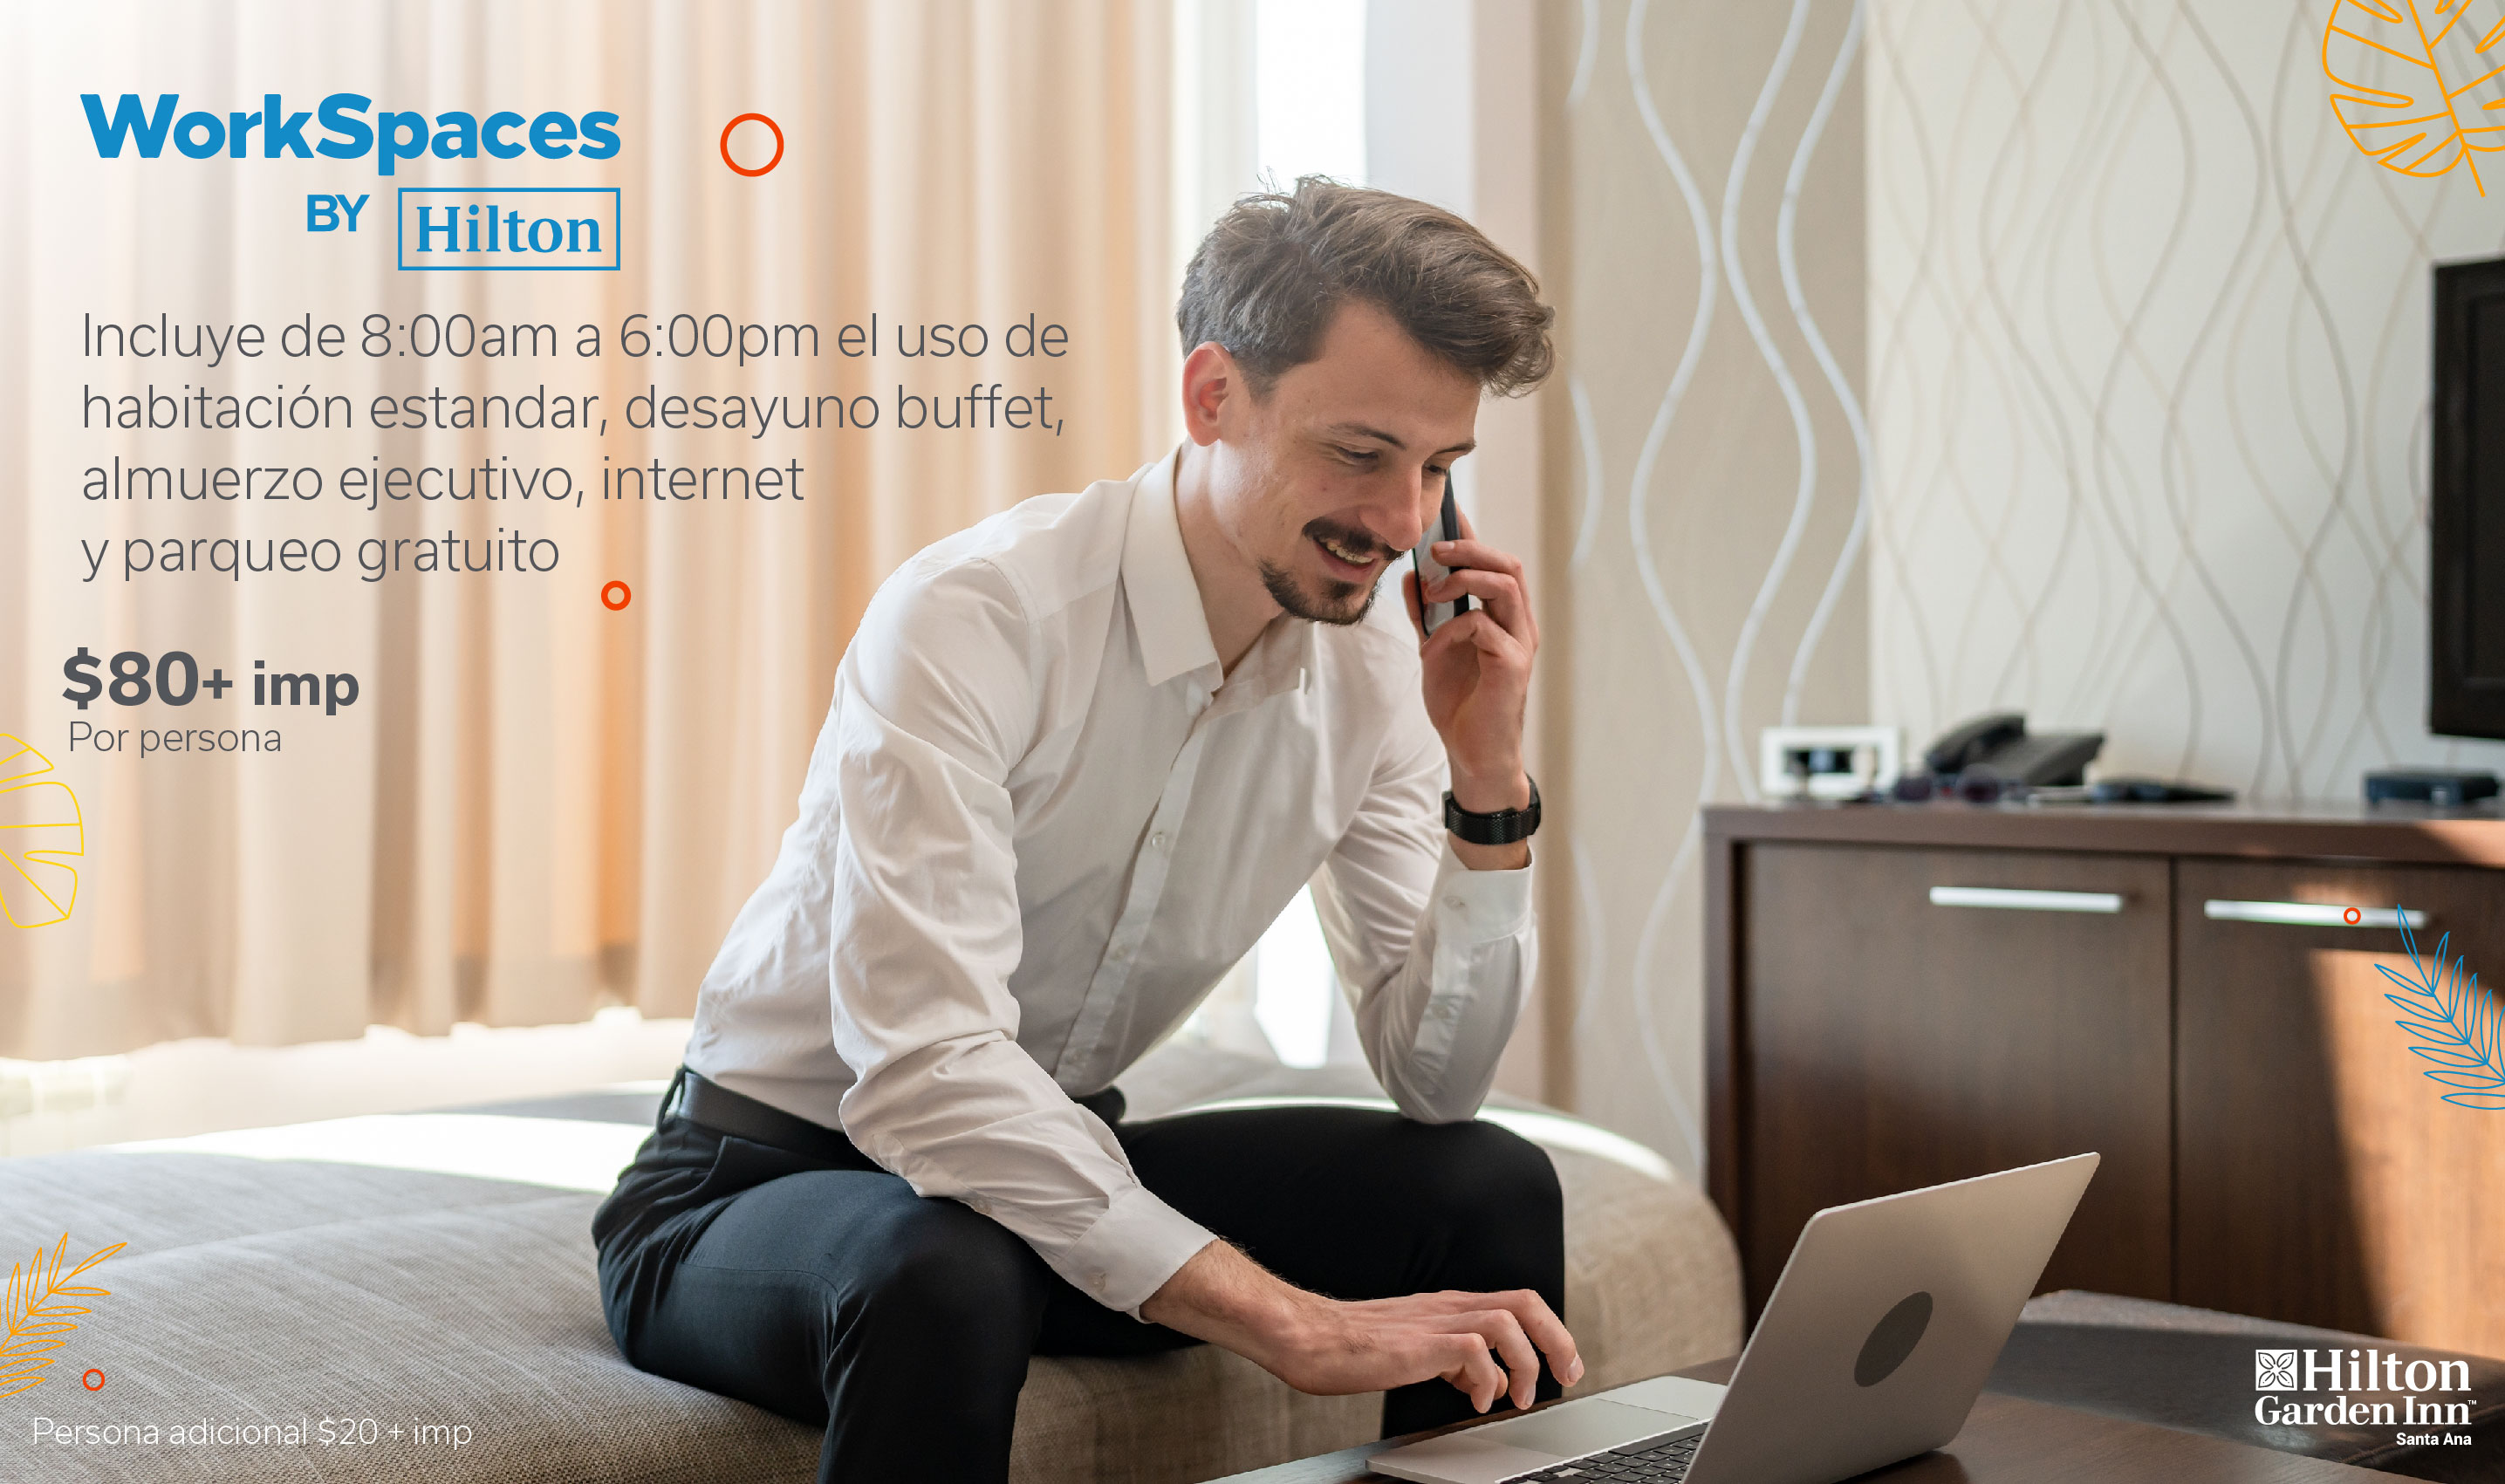 WorkSpaces
BY Hilton
Incluye de 8:00am a 6:00pm el uso de
habitación estandar, desayuno buffet,
almuerzo ejecutivo, internet
y parqueo gratuito
$80+ imp
Por persona
Persona adicional $20 + imp
Hilton
Garden Inn™
Santa Ana